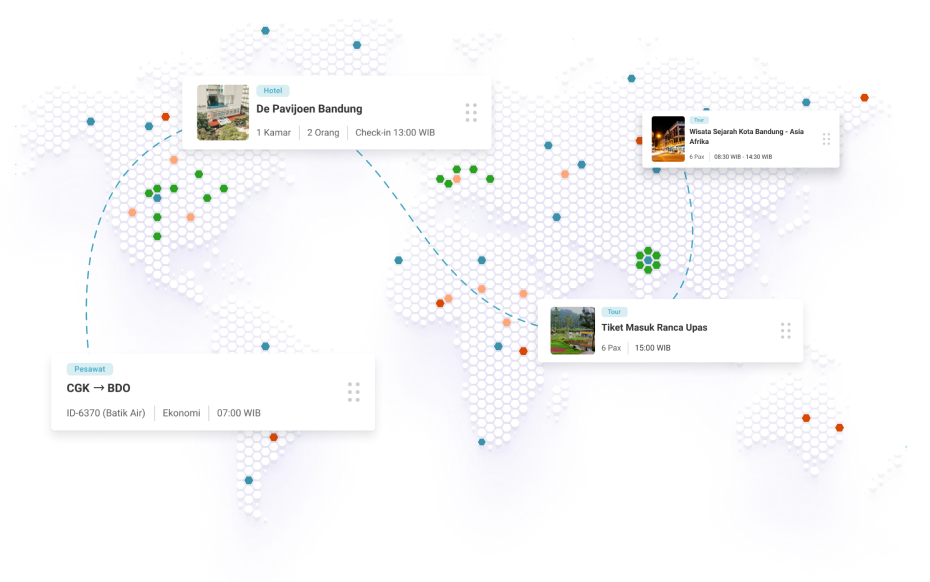 Hotel
De Pavijoen Bandung
1 Kamar | 2 Orang | Check-in 13:00 WIB
Tour
Wisata Sejarah Kota Bandung - Asia
Afrika
6 Pax | 08:30 WIB - 14:30 WIB
Tour
Tiket Masuk Ranca Upas
6 Pax | 15:00 WIB
Pesawat
CGK → BDO
ID-6370 (Batik Air) | Ekonomi | 07:00 WIB